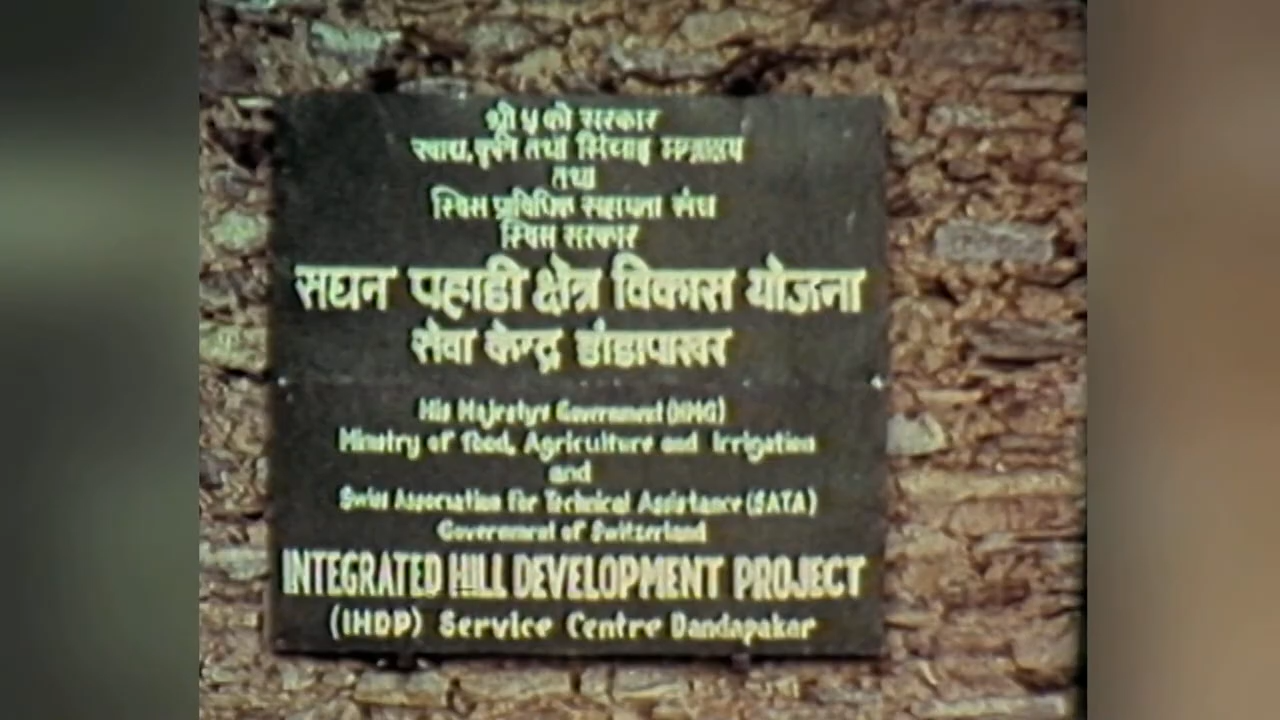 श्री ५ को सरकार
खाद्य, कृषि तथा सिंचाइ मन्त्रालय
तथा
स्विस प्राविधिक सहायता संघ
स्विस सरकार
सघन पहाडी क्षेत्र विकास योजना
सेवा केन्द्र डाँडापाखर
His Majestys Government (HMG)
Ministry of Food, Agriculture and Irrigation
and
Swiss Association for Technical Assistance (SATA)
Government of Switzerland
INTEGRATED HILL DEVELOPMENT PROJECT
(IHDP) Service Centre Dandapakar